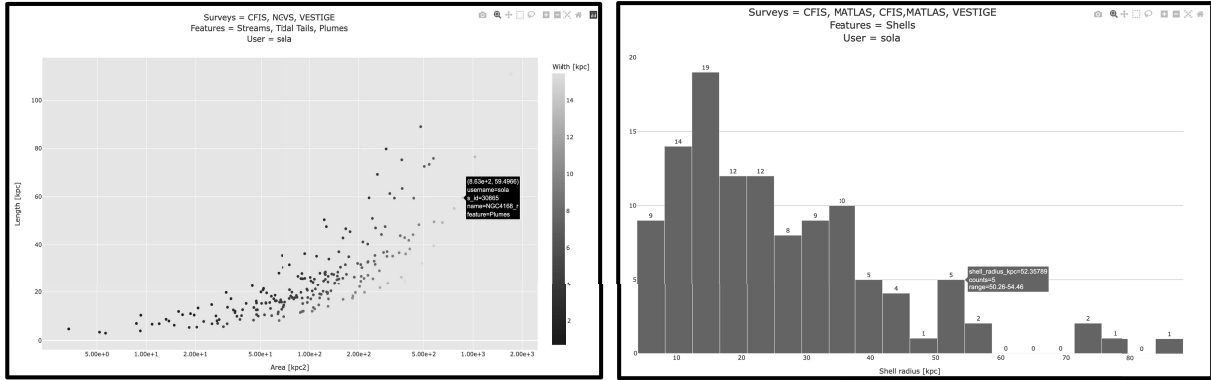 Surveys = CFIS, NGVS, VESTIGE
Features = Streams, Tidal Tails, Plumes
User = sola
Width [kpc]
100
80
60
40
20
0
Length [kpc]
14
12
10
8
6
4
2
(8.63e+2, 59.4966)
username=sola
s_id=30865
name=NGC4168_r
feature=Plumes
5.00e+0 1.00e+1 2.00e+1 5.00e+1 1.00e+2 2.00e+2 5.00e+2 1.00e+3 2.00e+3
Area [kpc2]
Surveys = CFIS, MATLAS, CFIS,MATLAS, VESTIGE
Features = Shells
User = sola
20
15
10
5
0
9 14 19 12 12 8 9 10 5 4 1 5 2 0 0 0 2 1 0 1
shell_radius_kpc=52.35789
counts=5
range=50.26-54.46
10 20 30 40 50 60 70 80
Shell radius [kpc]